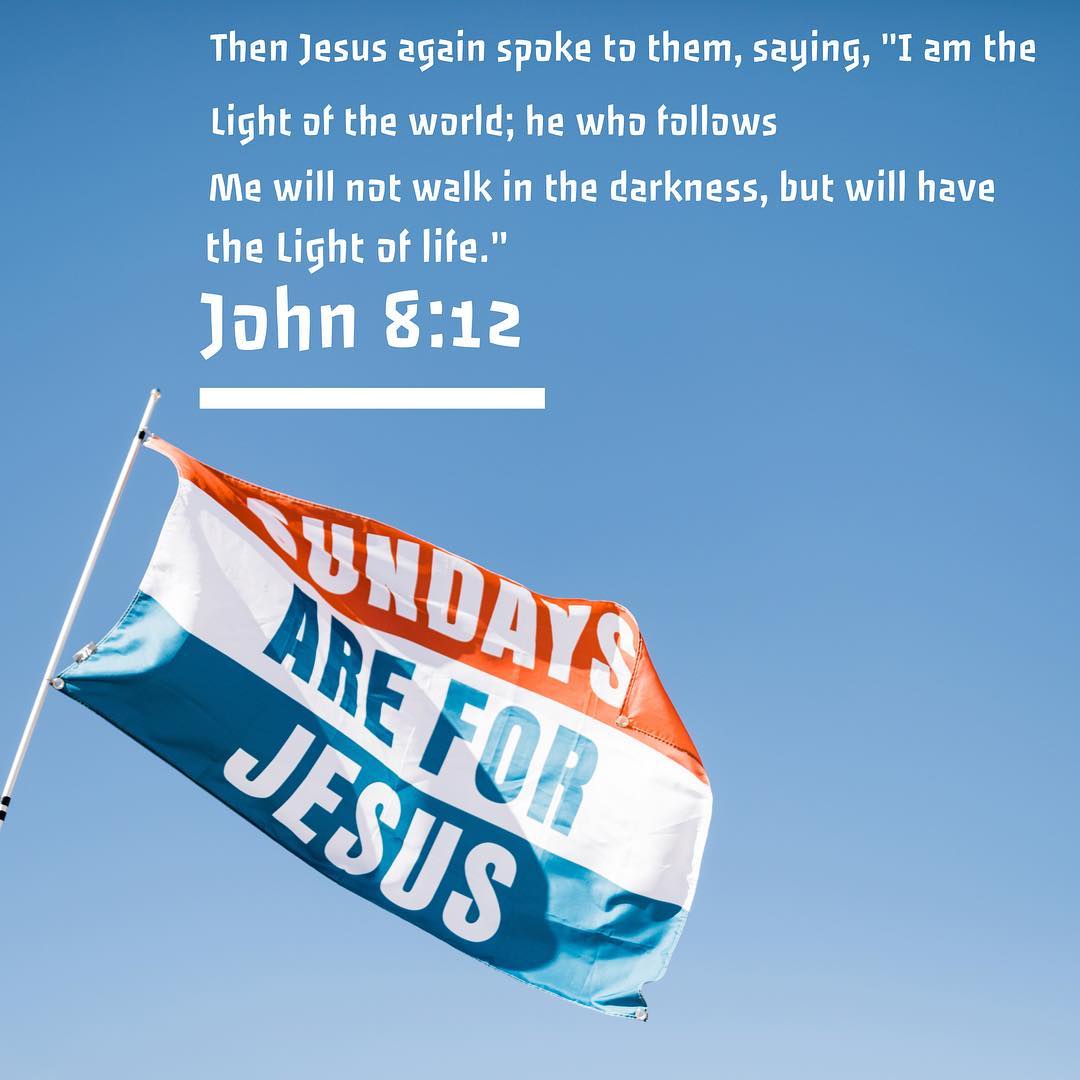 Then Jesus again spoke to them, saying, "I am the
Light of the world; he who follows
Me will not walk in the darkness, but will have
the Light of life."
John 8:12
SUNDAYS
ARE FOR
JESUS